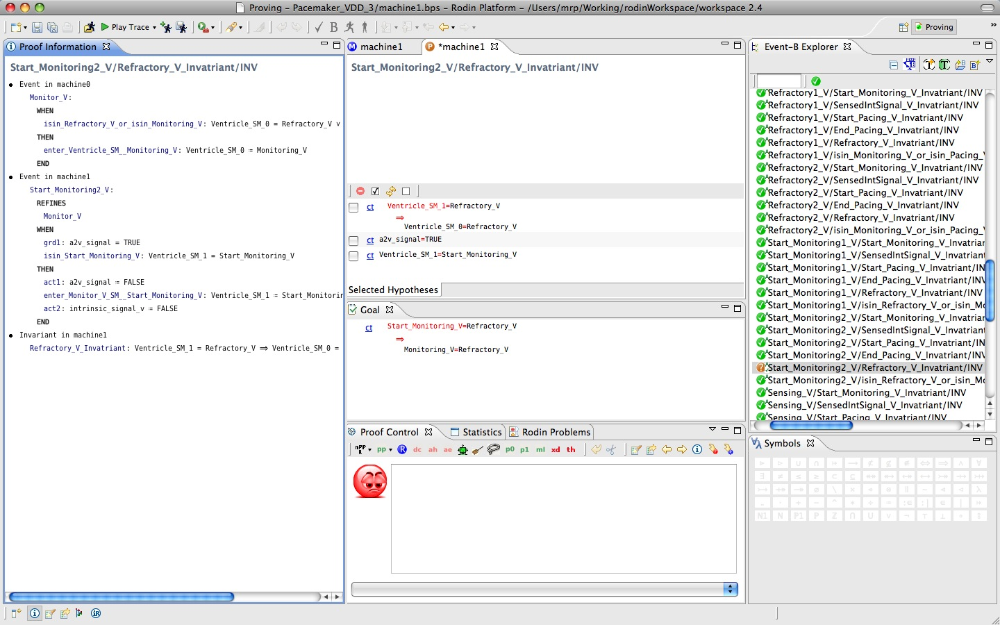 Proving – Pacemaker_VDD_3/machine1.bps – Rodin Platform – /Users/mrp/Working/rodinWorkspace/workspace 2.4
Play Trace
B
Proving
Proof Information
Start_Monitoring2_V/Refractory_V_Invatriant/INV
Event in machine0
Monitor_V:
WHEN
isin_Refractory_V_or_isin_Monitoring_V: Ventricle_SM_0 = Refractory_V ∨
THEN
enter_Ventricle_SM__Monitoring_V: Ventricle_SM_0 ≔ Monitoring_V
END
Event in machine1
Start_Monitoring2_V:
REFINES
Monitor_V
WHEN
grd1: a2v_signal = TRUE
isin_Start_Monitoring_V: Ventricle_SM_1 = Start_Monitoring_V
THEN
act1: a2v_signal ≔ FALSE
enter_Monitor_V_SM__Start_Monitoring_V: Ventricle_SM_1 ≔ Start_Monitorin
act2: intrinsic_signal_v ≔ FALSE
END
Invariant in machine1
Refractory_V_Invatriant: Ventricle_SM_1 = Refractory_V ⇒ Ventricle_SM_0 =
machine1
*machine1
Start_Monitoring2_V/Refractory_V_Invatriant/INV
ct Ventricle_SM_1=Refractory_V
⇒
Ventricle_SM_0=Refractory_V
ct a2v_signal=TRUE
ct Ventricle_SM_1=Start_Monitoring_V
Selected Hypotheses
Goal
ct Start_Monitoring_V=Refractory_V
⇒
Monitoring_V=Refractory_V
Proof Control
Statistics
Rodin Problems
nPP R pp R dc ah ae p0 p1 ml xd th
Event-B Explorer
Refractory1_V/Start_Monitoring_V_Invatriant/INV
Refractory1_V/SensedIntSignal_V_Invatriant/INV
Refractory1_V/Start_Pacing_V_Invatriant/INV
Refractory1_V/End_Pacing_V_Invatriant/INV
Refractory1_V/Refractory_V_Invatriant/INV
Refractory1_V/isin_Monitoring_V_or_isin_Pacing_V
Refractory2_V/Start_Monitoring_V_Invatriant/INV
Refractory2_V/SensedIntSignal_V_Invatriant/INV
Refractory2_V/Start_Pacing_V_Invatriant/INV
Refractory2_V/End_Pacing_V_Invatriant/INV
Refractory2_V/Refractory_V_Invatriant/INV
Refractory2_V/isin_Monitoring_V_or_isin_Pacing_V
Start_Monitoring1_V/Start_Monitoring_V_Invatriar
Start_Monitoring1_V/SensedIntSignal_V_Invatriant
Start_Monitoring1_V/Start_Pacing_V_Invatriant/IN
Start_Monitoring1_V/End_Pacing_V_Invatriant/INV
Start_Monitoring1_V/Refractory_V_Invatriant/INV
Start_Monitoring1_V/isin_Refractory_V_or_isin_Mo
Start_Monitoring2_V/Start_Monitoring_V_Invatriar
Start_Monitoring2_V/SensedIntSignal_V_Invatriant
Start_Monitoring2_V/Start_Pacing_V_Invatriant/IN
Start_Monitoring2_V/End_Pacing_V_Invatriant/INV
Start_Monitoring2_V/Refractory_V_Invatriant/INV
Start_Monitoring2_V/isin_Refractory_V_or_isin_Mo
Sensing_V/Start_Monitoring_V_Invatriant/INV
Sensing_V/SensedIntSignal_V_Invatriant/INV
Sensing_V/Start_Pacing_V_Invatriant/INV
Symbols